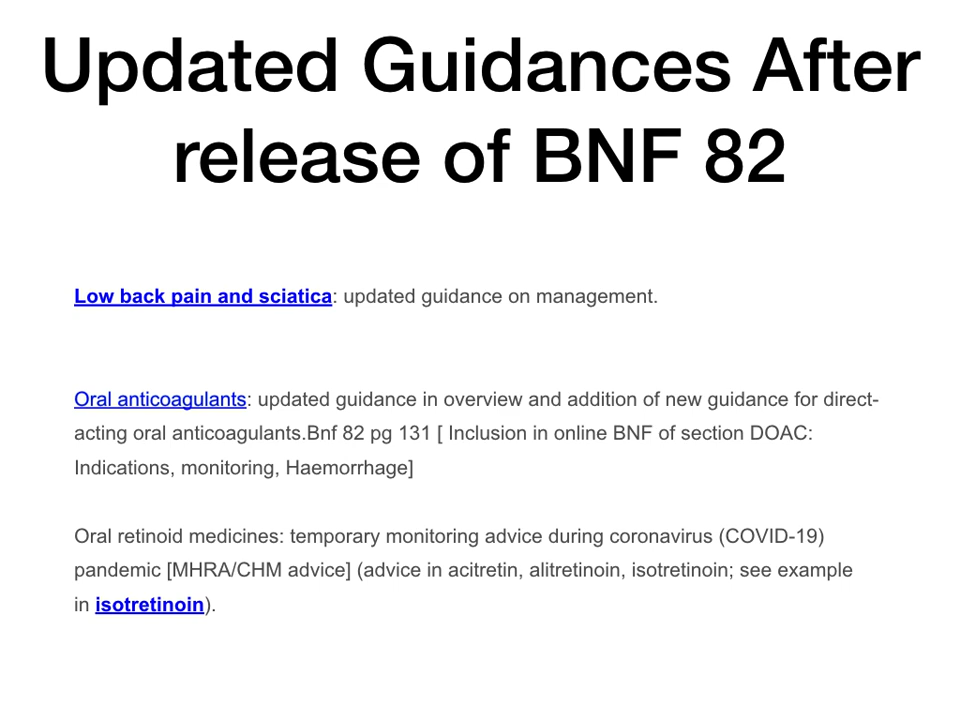 Updated Guidances After
release of BNF 82
Low back pain and sciatica: updated guidance on management.
Oral anticoagulants: updated guidance in overview and addition of new guidance for direct-
acting oral anticoagulants.Bnf 82 pg 131 [ Inclusion in online BNF of section DOAC:
Indications, monitoring, Haemorrhage]
Oral retinoid medicines: temporary monitoring advice during coronavirus (COVID-19)
pandemic [MHRA/CHM advice] (advice in acitretin, alitretinoin, isotretinoin; see example
in isotretinoin).